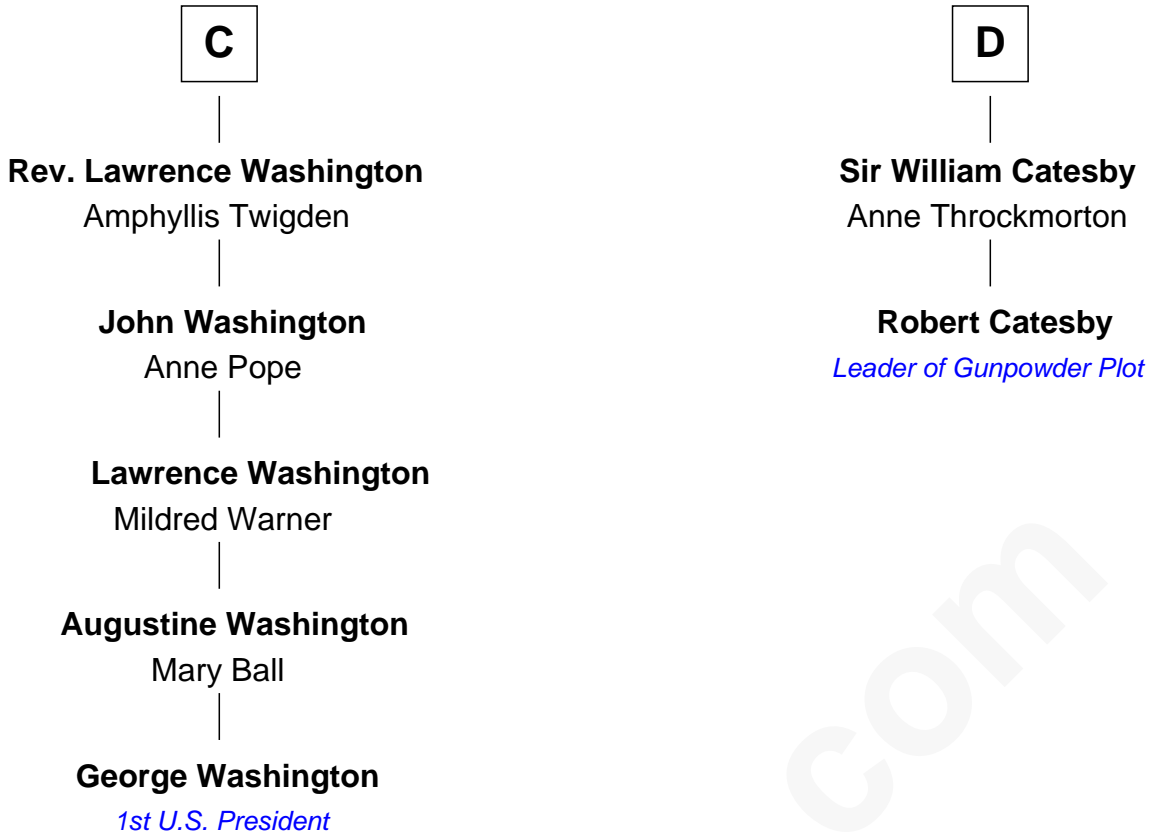 C
Rev. Lawrence Washington
Amphyllis Twigden
John Washington
Anne Pope
Lawrence Washington
Mildred Warner
Augustine Washington
Mary Ball
George Washington
1st U.S. President
D
Sir William Catesby
Anne Throckmorton
Robert Catesby
Leader of Gunpowder Plot
com